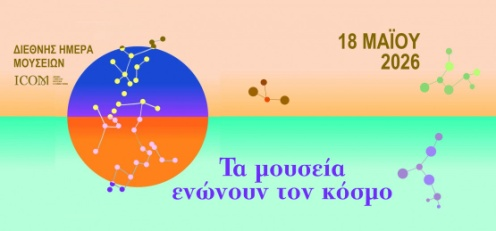 ΔΙΕΘΝΗΣ ΗΜΕΡΑ
ΜΟΥΣΕΙΩΝ
ICOM
18 ΜΑΪΟΥ
2026
Τα μουσεία
ενώνουν τον κόσμο